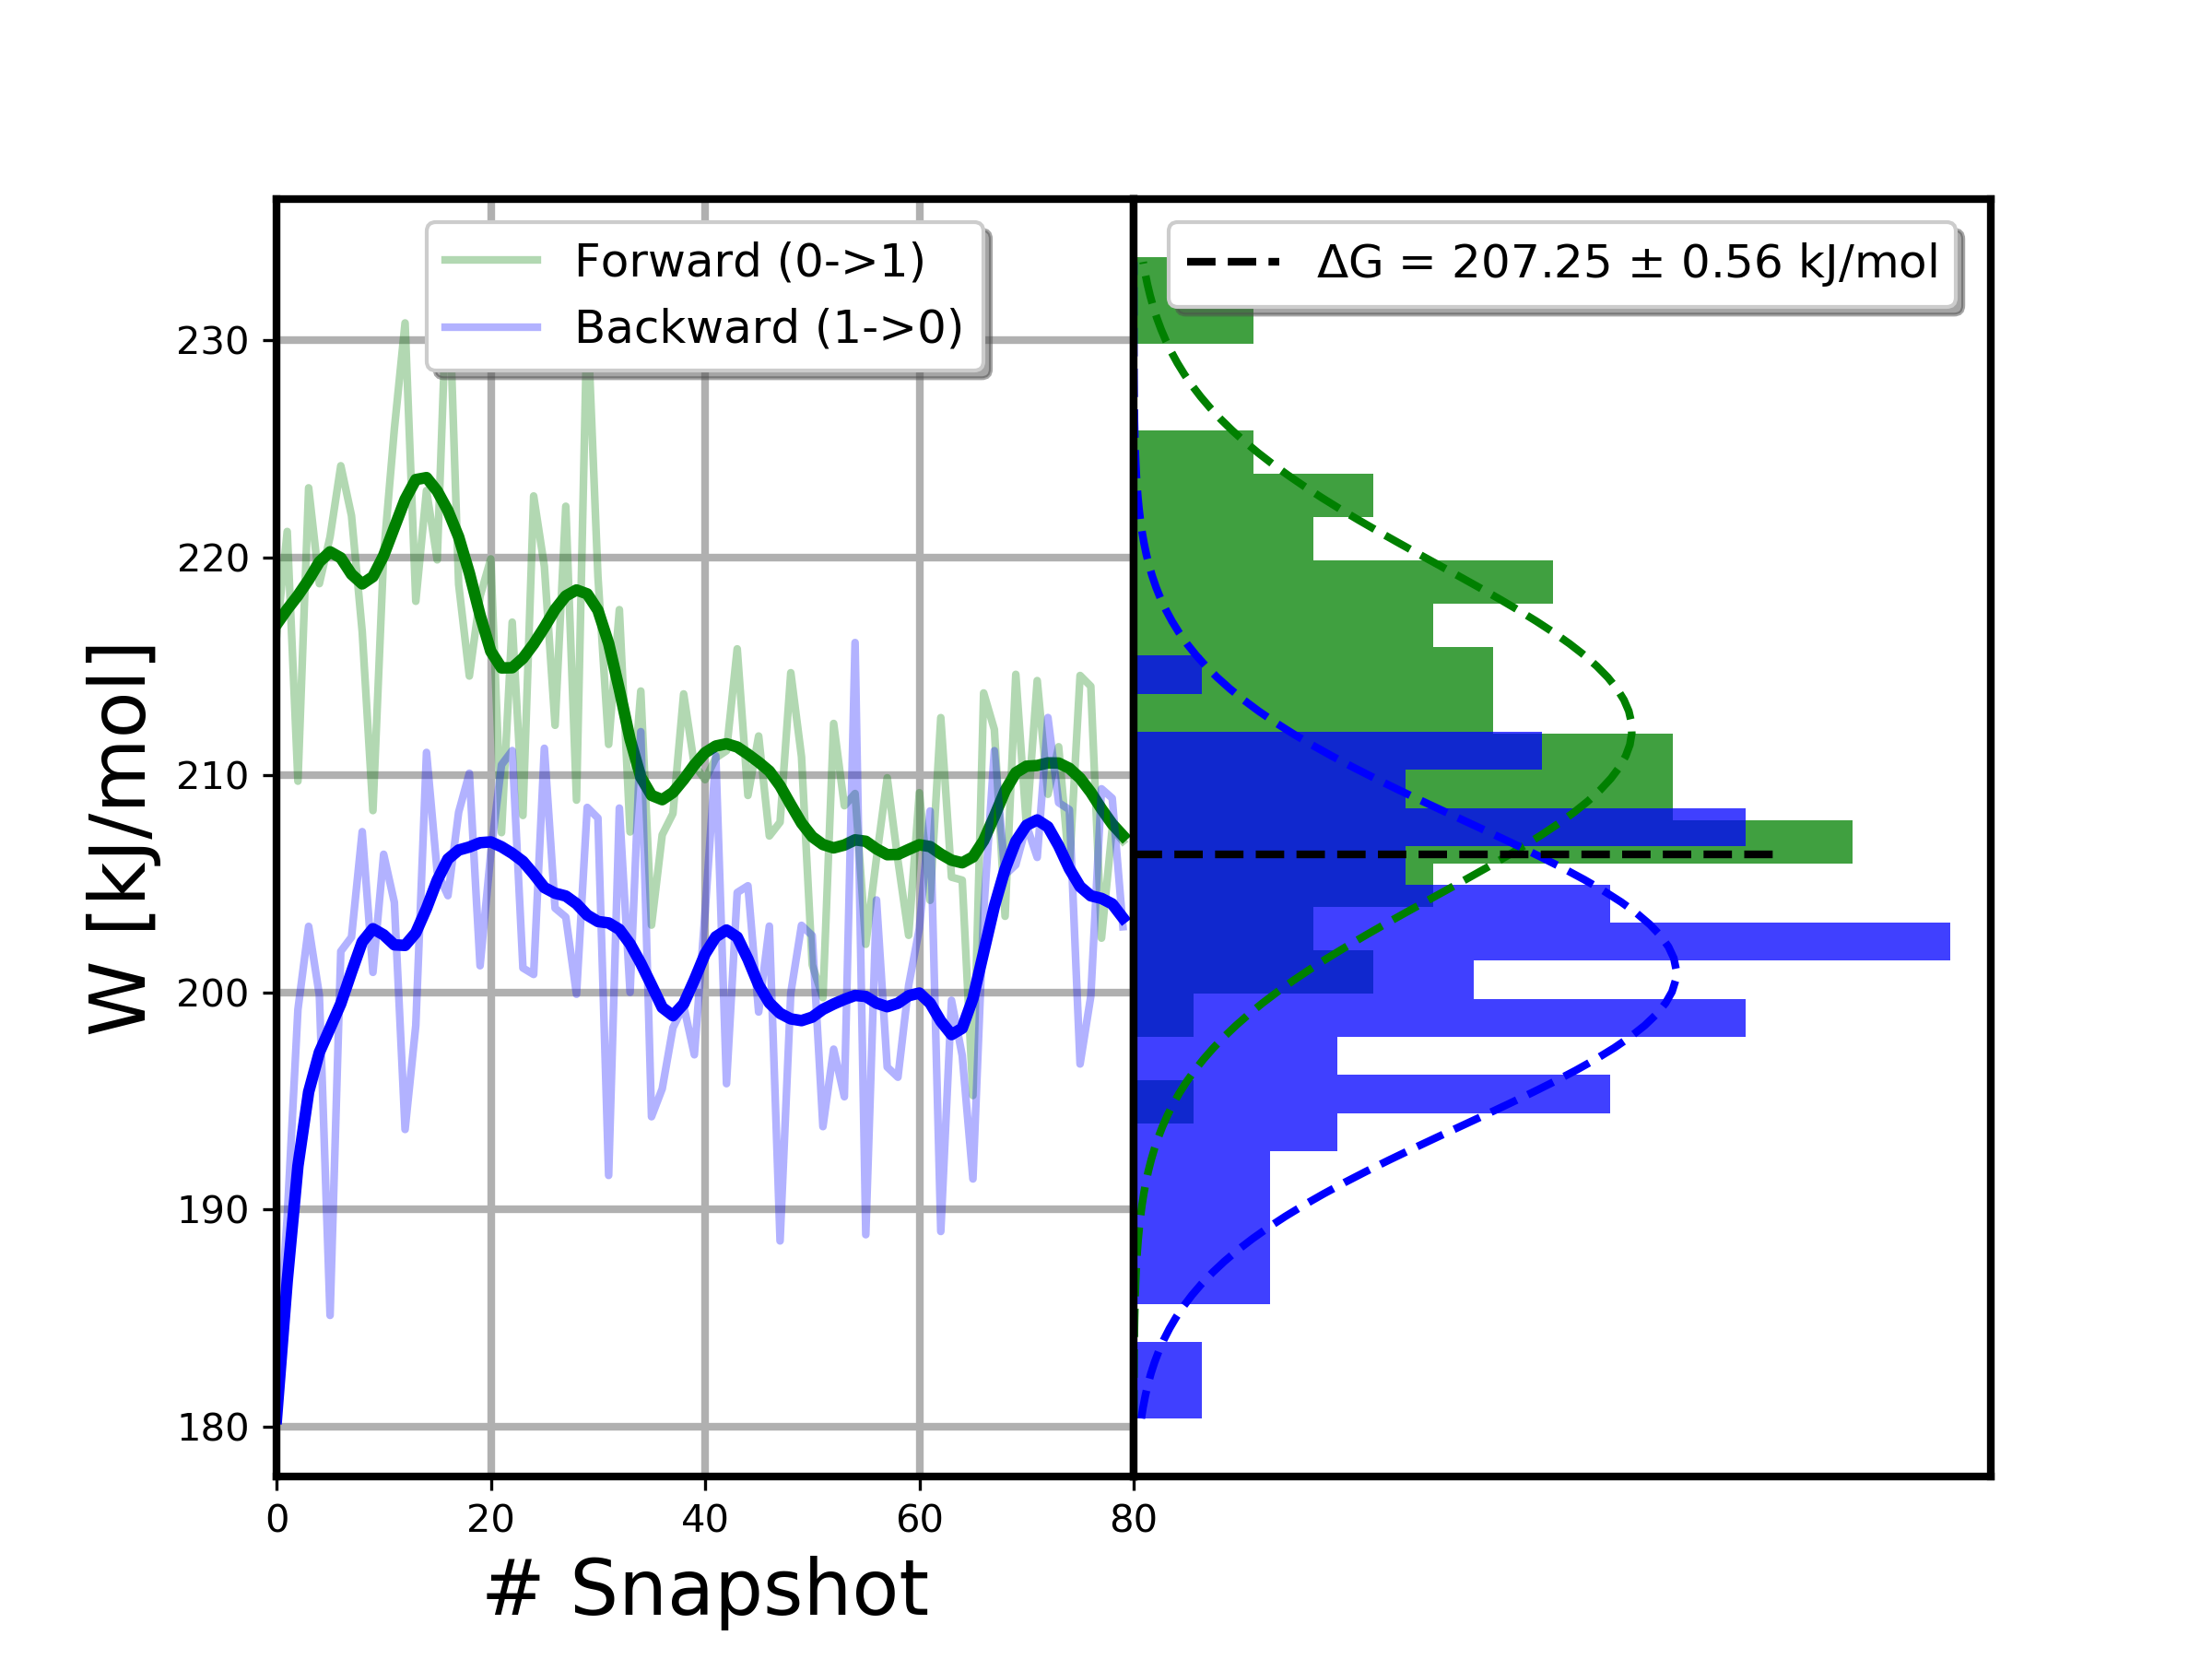 Forward (0->1)
Backward (1->0)
ΔG = 207.25 ± 0.56 kJ/mol
W [kJ/mol]
230
220
210
200
190
180
0 20 40 60 80
# Snapshot